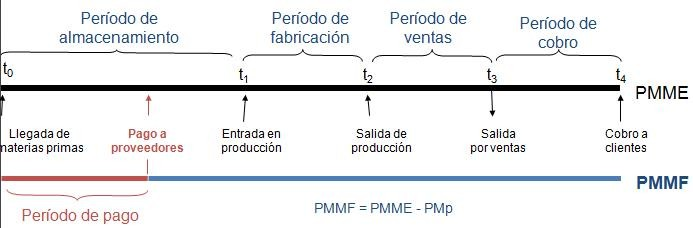 Período de
almacenamiento
Período de
fabricación
Período de
ventas
Período de
cobro
t0
t1
t2
t3
t4
PMME
Llegada de
materias primas
Pago a
proveedores
Entrada en
producción
Salida de
producción
Salida
por ventas
Cobro a
clientes
PMMF
Período de pago
PMMF = PMME - PMp